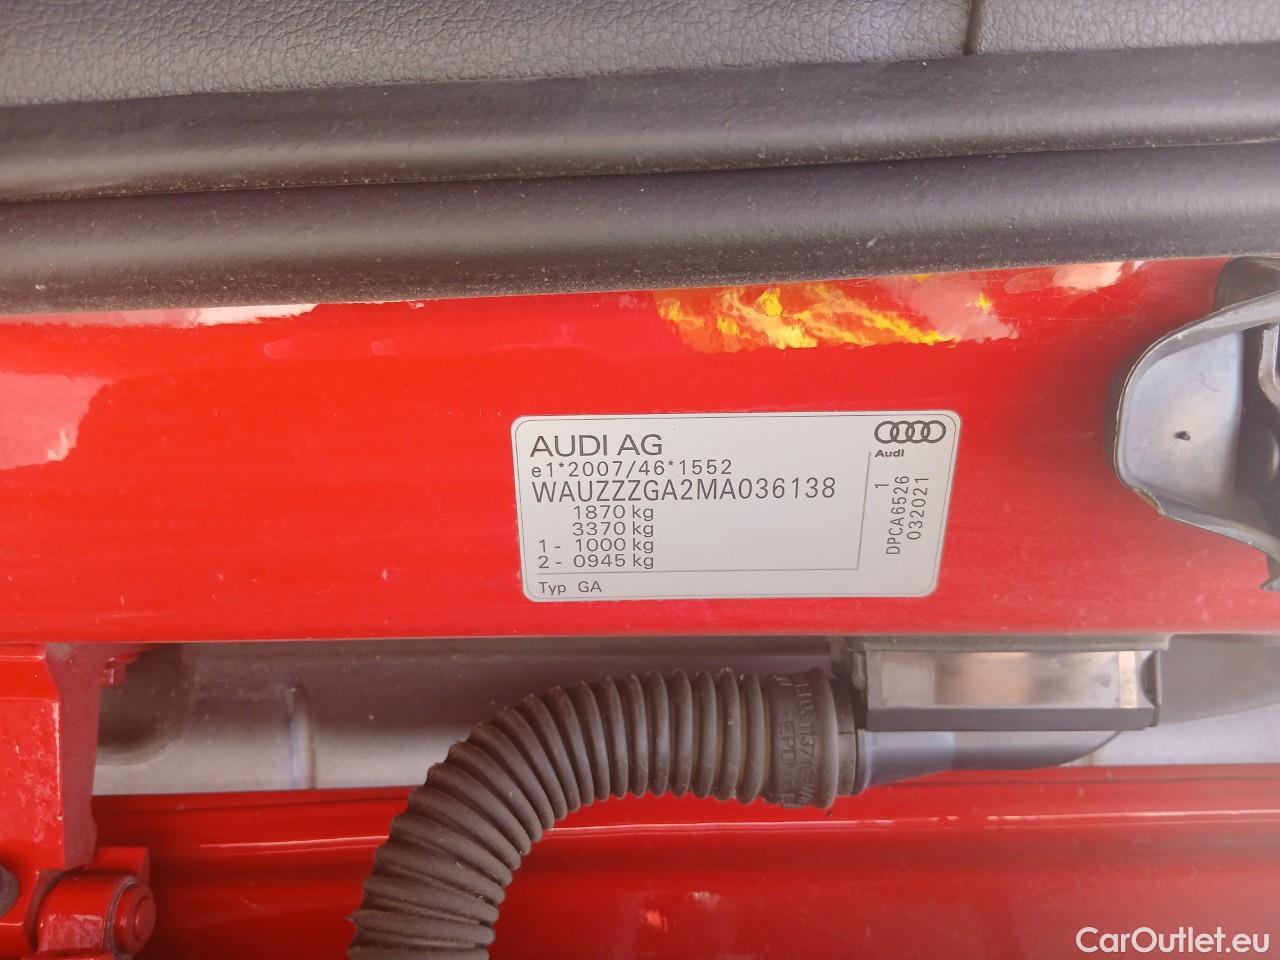 AUDI AG
e1*2007/46*1552
WAUZZZGA2MA036138
1870 kg
3370 kg
1 - 1000 kg
2 - 0945 kg
Typ GA
Audi
1
DPCA6526
032021
CarOutlet.eu